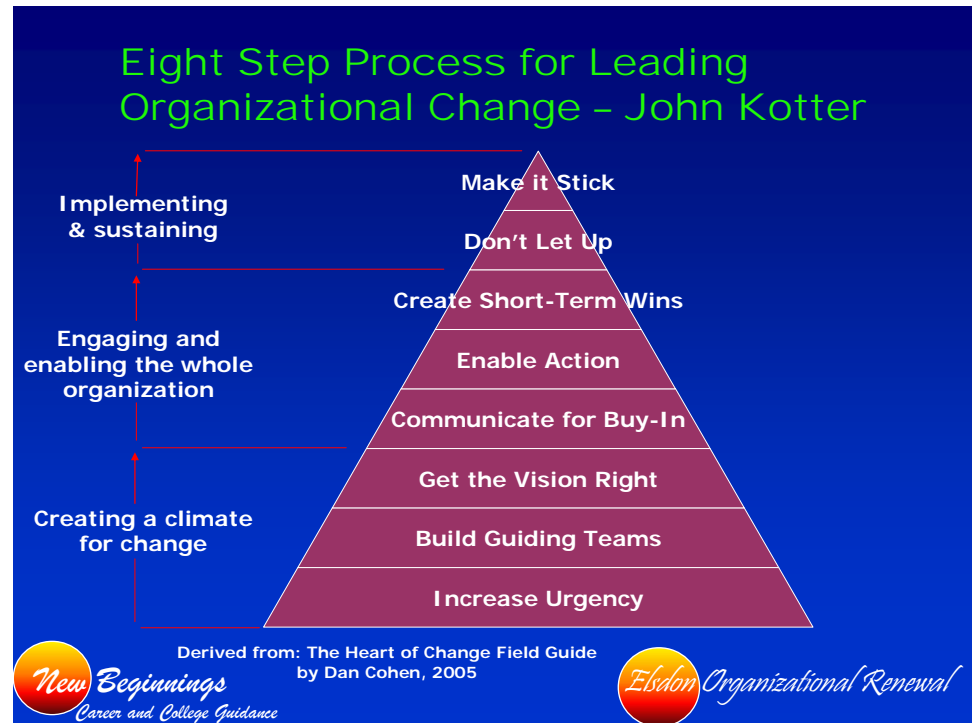 Eight Step Process for Leading
Organizational Change – John Kotter
Implementing
& sustaining
Engaging and
enabling the whole
organization
Creating a climate
for change
Make it Stick
Don't Let Up
Create Short-Term Wins
Enable Action
Communicate for Buy-In
Get the Vision Right
Build Guiding Teams
Increase Urgency
Derived from: The Heart of Change Field Guide
by Dan Cohen, 2005
New Beginnings
Career and College Guidance
Elsdon Organizational Renewal